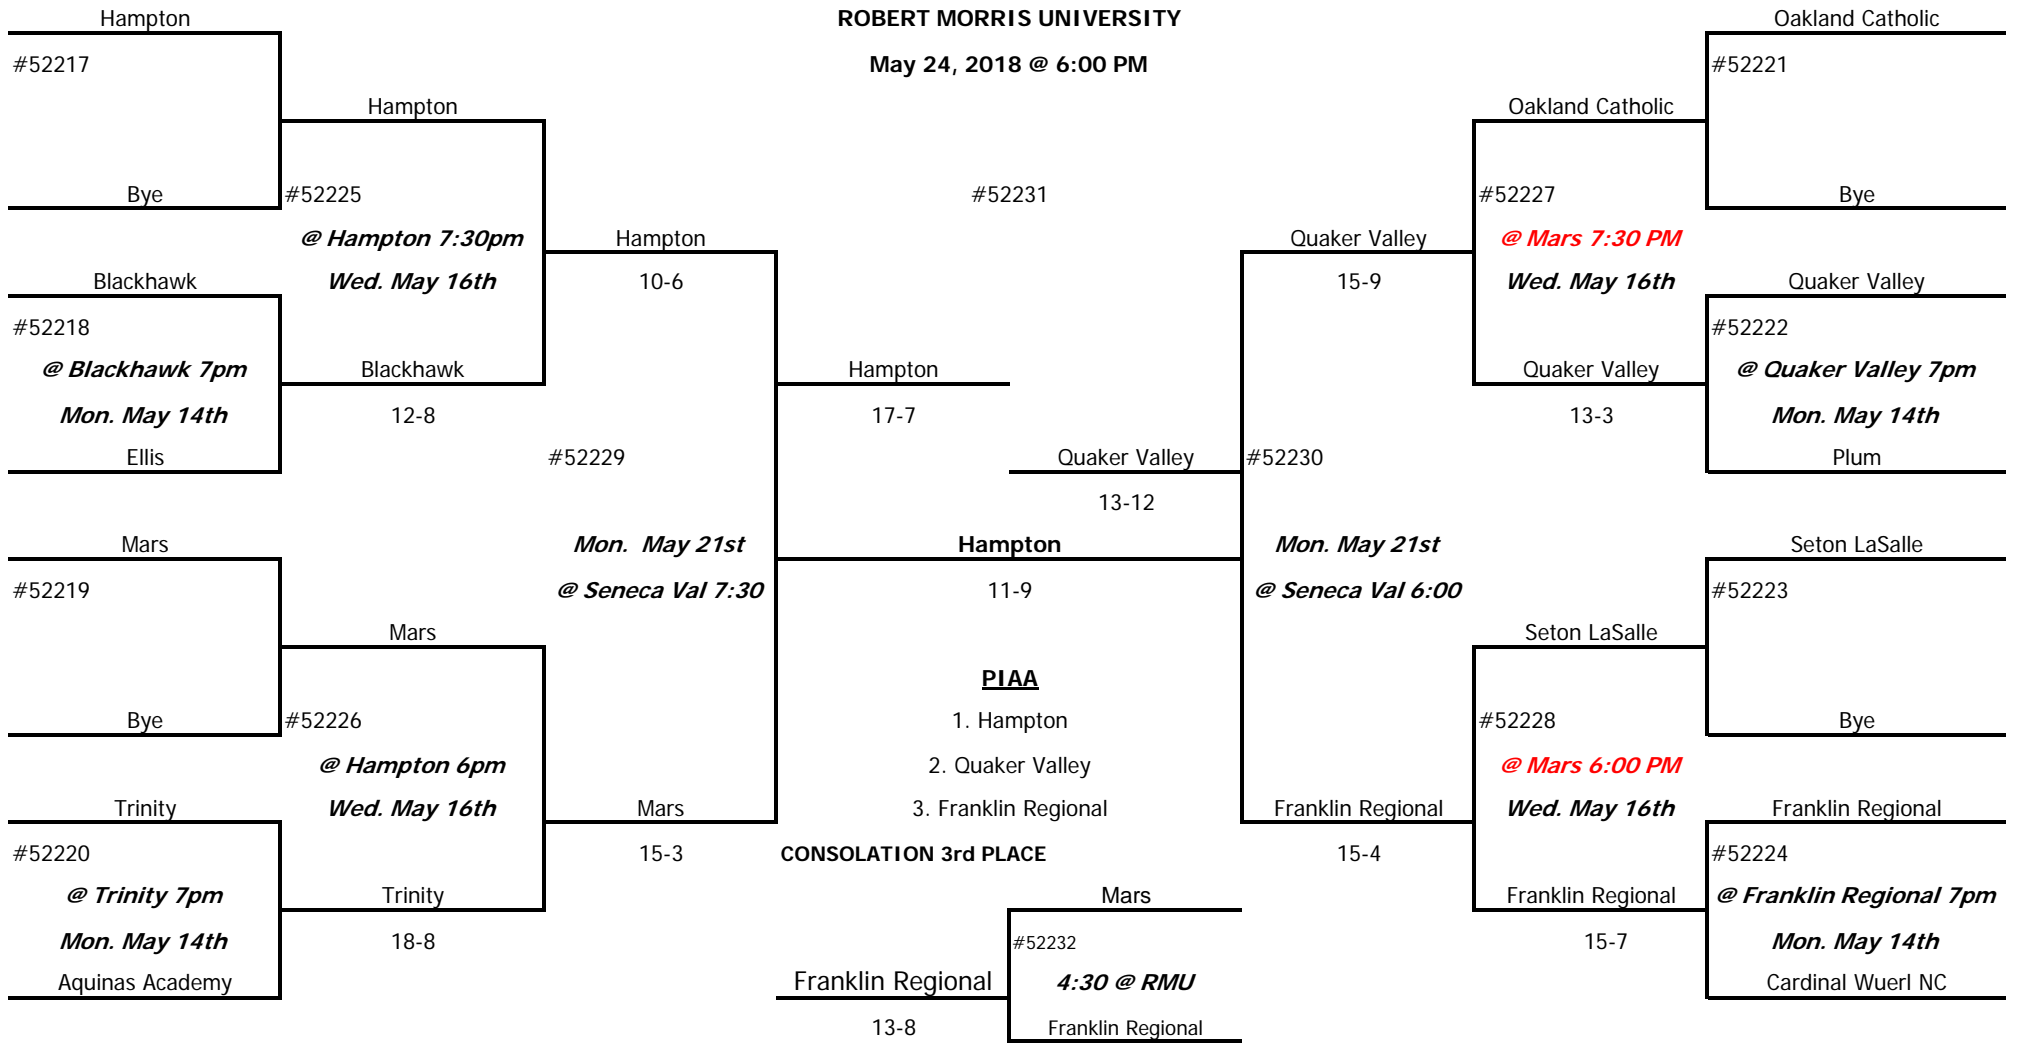 Hampton
ROBERT MORRIS UNIVERSITY
Oakland Catholic
#52217
May 24, 2018 @ 6:00 PM
#52221
Hampton
Oakland Catholic
Bye
#52225
#52231
#52227
Bye
@ Hampton 7:30pm
Hampton
Quaker Valley
@ Mars 7:30 PM
Blackhawk
Wed. May 16th
10-6
15-9
Wed. May 16th
Quaker Valley
#52218
#52222
@ Blackhawk 7pm
Blackhawk
Hampton
Quaker Valley
@ Quaker Valley 7pm
Mon. May 14th
12-8
17-7
13-3
Mon. May 14th
Ellis
#52229
Quaker Valley
#52230
Plum
13-12
Mars
Mon. May 21st
Hampton
Mon. May 21st
Seton LaSalle
#52219
@ Seneca Val 7:30
11-9
@ Seneca Val 6:00
#52223
Mars
Seton LaSalle
PIAA
Bye
#52226
1. Hampton
#52228
Bye
@ Hampton 6pm
2. Quaker Valley
@ Mars 6:00 PM
Trinity
Wed. May 16th
Mars
3. Franklin Regional
Franklin Regional
Wed. May 16th
Franklin Regional
#52220
15-3
CONSOLATION 3rd PLACE
15-4
#52224
@ Trinity 7pm
Trinity
Mars
Franklin Regional
@ Franklin Regional 7pm
Mon. May 14th
18-8
#52232
15-7
Mon. May 14th
Aquinas Academy
Franklin Regional
4:30 @ RMU
Cardinal Wuerl NC
13-8
Franklin Regional